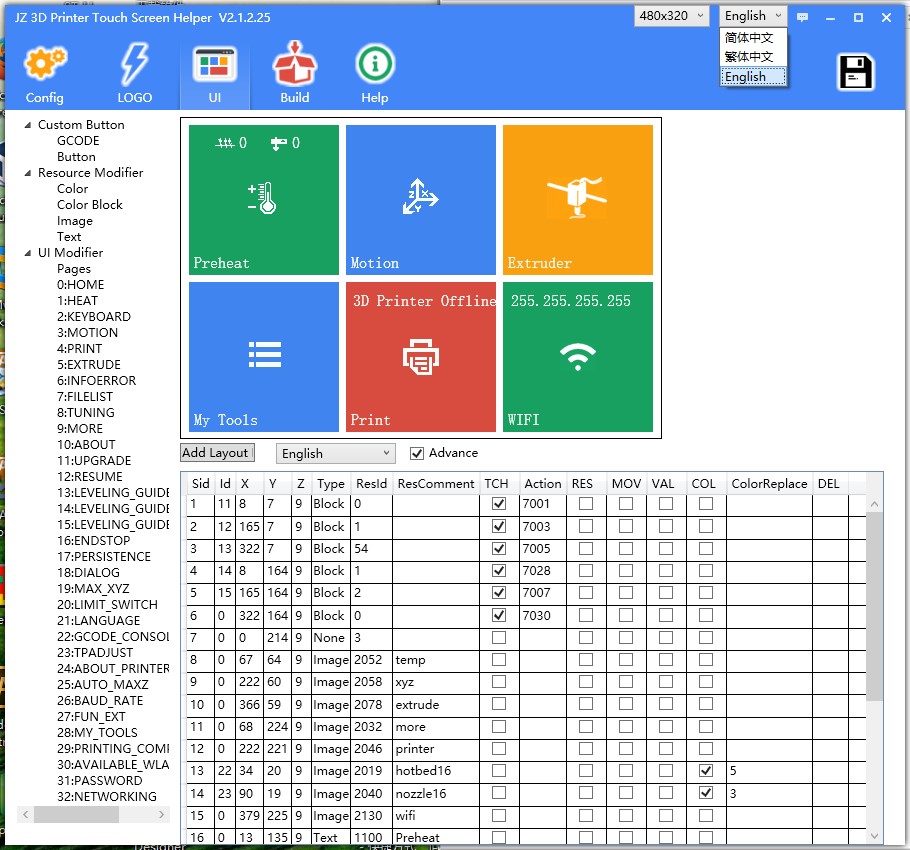 JZ 3D Printer Touch Screen Helper V2.1.2.25
480x320
English
简体中文
繁体中文
English
Config
LOGO
UI
Build
Help
Custom Button
GCODE
Button
Resource Modifier
Color
Color Block
Image
Text
UI Modifier
Pages
0:HOME
1:HEAT
2:KEYBOARD
3:MOTION
4:PRINT
5:EXTRUDE
6:INFOERROR
7:FILELIST
8:TUNING
9:MORE
10:ABOUT
11:UPGRADE
12:RESUME
13:LEVELING_GUIDE
14:LEVELING_GUIDE
15:LEVELING_GUIDE
16:ENDSTOP
17:PERSISTENCE
18:DIALOG
19:MAX_XYZ
20:LIMIT_SWITCH
21:LANGUAGE
22:GCODE_CONSOL
23:TPADJUST
24:ABOUT_PRINTER
25:AUTO_MAXZ
26:BAUD_RATE
27:FUN_EXT
28:MY_TOOLS
29:PRINTING_COMP
30:AVAILABLE_WLA
31:PASSWORD
32:NETWORKING
0 0
Preheat
X Z Y
Motion
Extruder
My Tools
3D Printer Offline
Print
255.255.255.255
WIFI
Add Layout English Advance
Sid Id X Y Z Type ResId ResComment TCH Action RES MOV VAL COL ColorReplace DEL
1 11 8 7 9 Block 0 7001
2 12 165 7 9 Block 1 7003
3 13 322 7 9 Block 54 7005
4 14 8 164 9 Block 1 7028
5 15 165 164 9 Block 2 7007
6 0 322 164 9 Block 0 7030
7 0 0 214 9 None 3
8 0 67 64 9 Image 2052 temp
9 0 222 60 9 Image 2058 xyz
10 0 366 59 9 Image 2078 extrude
11 0 68 224 9 Image 2032 more
12 0 222 221 9 Image 2046 printer
13 22 34 20 9 Image 2019 hotbed16 5
14 23 90 19 9 Image 2040 nozzle16 3
15 0 379 225 9 Image 2130 wifi
16 0 13 135 9 Text 1100 Preheat